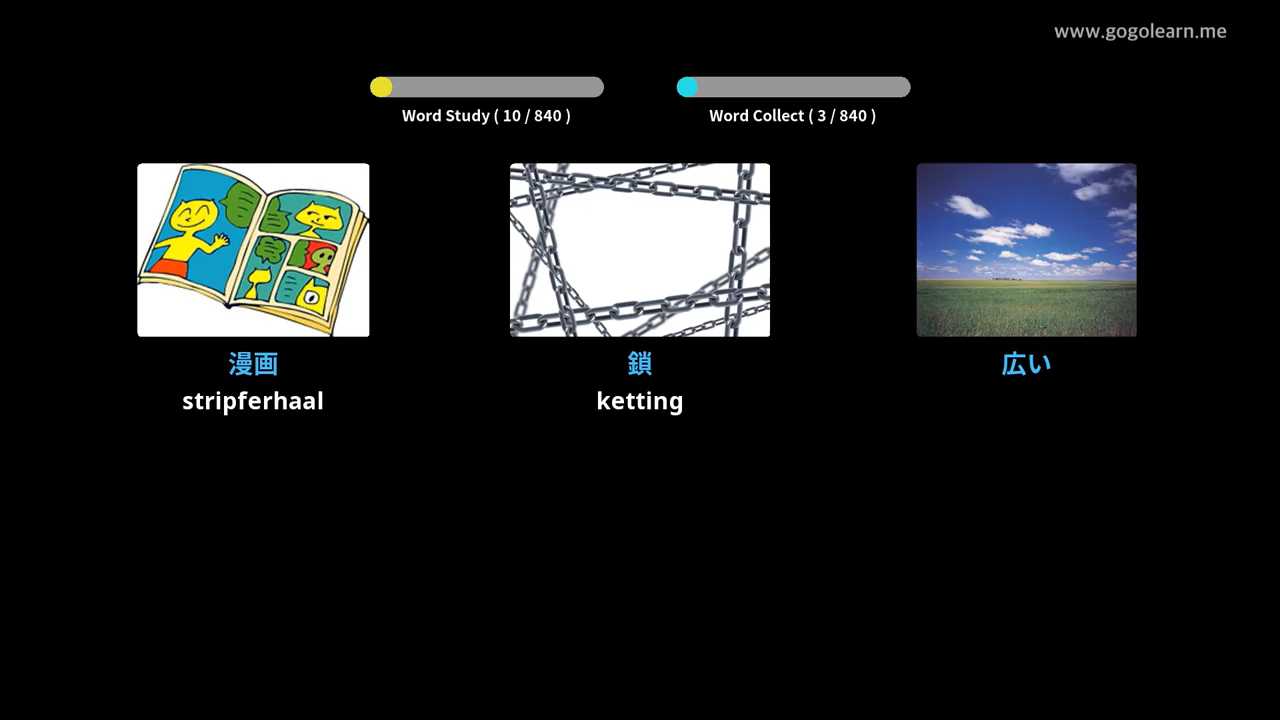 www.gogolearn.me
Word Study ( 10 / 840 )
Word Collect ( 3 / 840 )
漫画
鎖
広い
stripferhaal
ketting